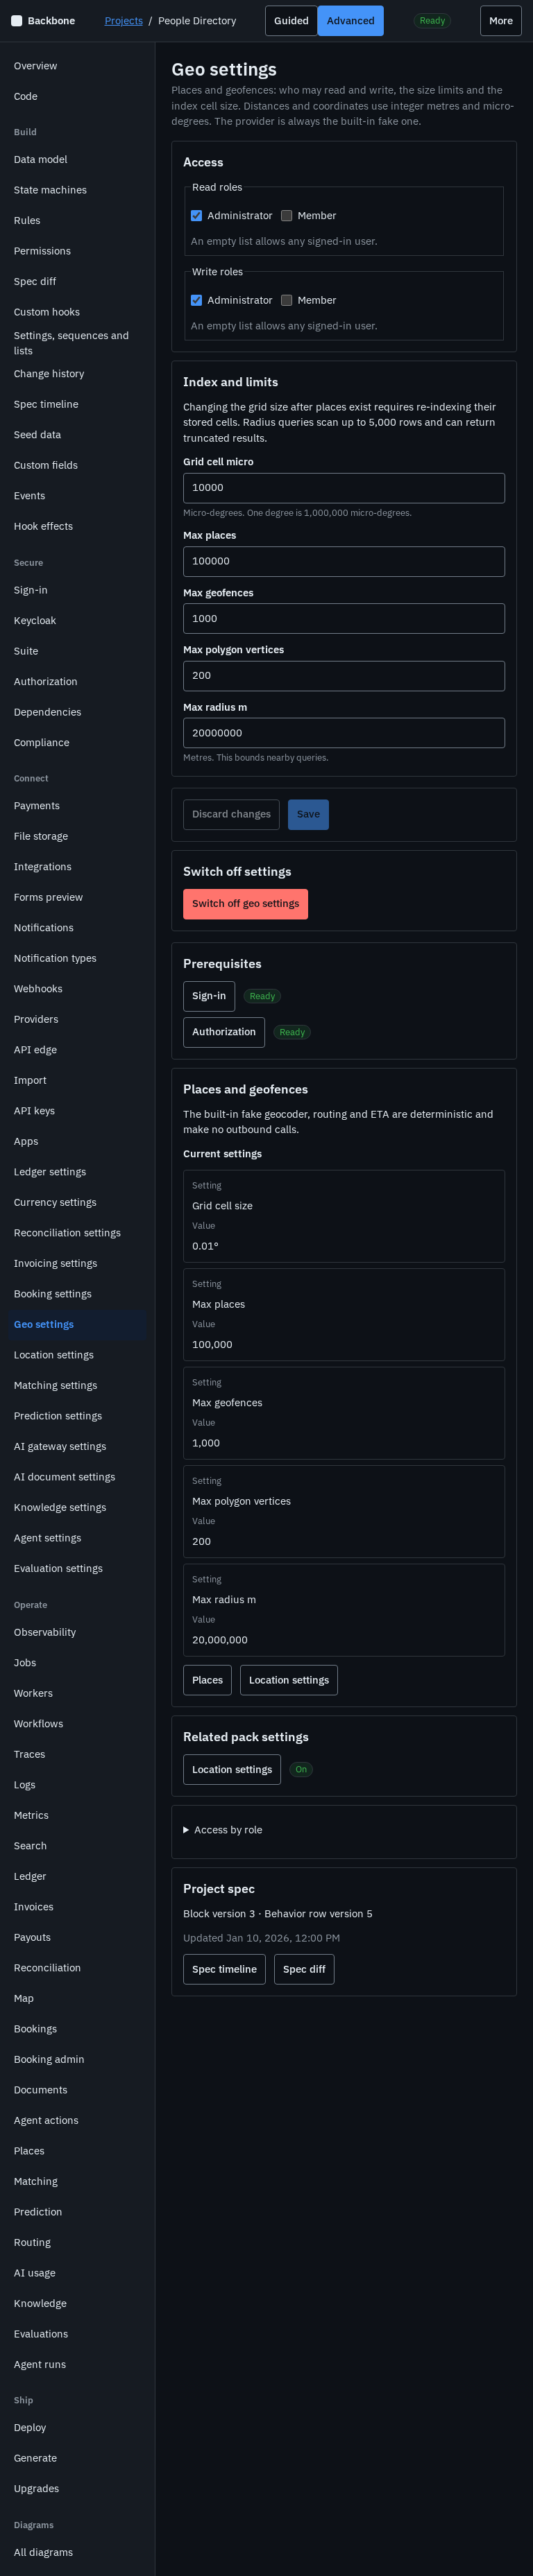 Backbone
Projects / People Directory
Guided
Advanced
Ready
More
Overview
Code
Build
Data model
State machines
Rules
Permissions
Spec diff
Custom hooks
Settings, sequences and
lists
Change history
Spec timeline
Seed data
Custom fields
Events
Hook effects
Secure
Sign-in
Keycloak
Suite
Authorization
Dependencies
Compliance
Connect
Payments
File storage
Integrations
Forms preview
Notifications
Notification types
Webhooks
Providers
API edge
Import
API keys
Apps
Ledger settings
Currency settings
Reconciliation settings
Invoicing settings
Booking settings
Geo settings
Location settings
Matching settings
Prediction settings
AI gateway settings
AI document settings
Knowledge settings
Agent settings
Evaluation settings
Operate
Observability
Jobs
Workers
Workflows
Traces
Logs
Metrics
Search
Ledger
Invoices
Payouts
Reconciliation
Map
Bookings
Booking admin
Documents
Agent actions
Places
Matching
Prediction
Routing
AI usage
Knowledge
Evaluations
Agent runs
Ship
Deploy
Generate
Upgrades
Diagrams
All diagrams
Geo settings
Places and geofences: who may read and write, the size limits and the
index cell size. Distances and coordinates use integer metres and micro-
degrees. The provider is always the built-in fake one.
Access
Read roles
Administrator
Member
An empty list allows any signed-in user.
Write roles
Administrator
Member
An empty list allows any signed-in user.
Index and limits
Changing the grid size after places exist requires re-indexing their
stored cells. Radius queries scan up to 5,000 rows and can return
truncated results.
Grid cell micro
10000
Micro-degrees. One degree is 1,000,000 micro-degrees.
Max places
100000
Max geofences
1000
Max polygon vertices
200
Max radius m
20000000
Metres. This bounds nearby queries.
Discard changes
Save
Switch off settings
Switch off geo settings
Prerequisites
Sign-in
Ready
Authorization
Ready
Places and geofences
The built-in fake geocoder, routing and ETA are deterministic and
make no outbound calls.
Current settings
Setting
Grid cell size
Value
0.01°
Setting
Max places
Value
100,000
Setting
Max geofences
Value
1,000
Setting
Max polygon vertices
Value
200
Setting
Max radius m
Value
20,000,000
Places
Location settings
Related pack settings
Location settings
On
Access by role
Project spec
Block version 3 · Behavior row version 5
Updated Jan 10, 2026, 12:00 PM
Spec timeline
Spec diff